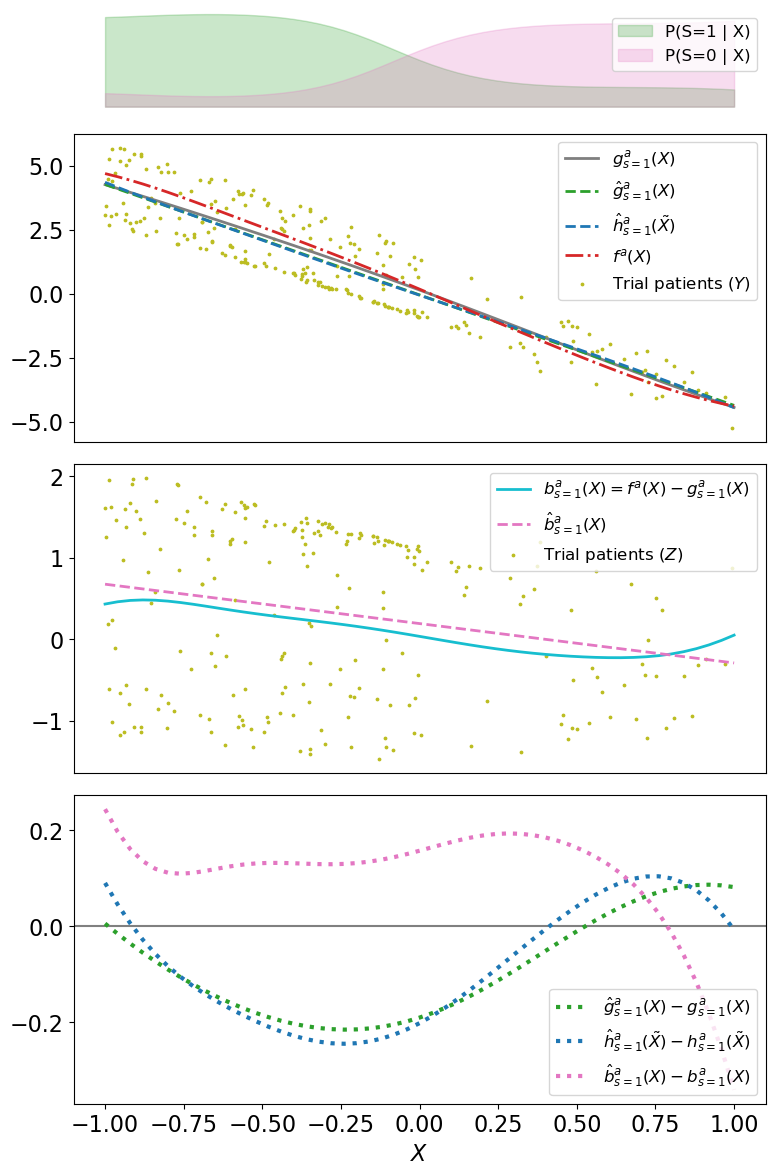 P(S=1 | X)
P(S=0 | X)
5.0
2.5
0.0
−2.5
−5.0
g^a_{s=1}(X)
ĝ^a_{s=1}(X)
ĥ^a_{s=1}(X̃)
f^a(X)
Trial patients (Y)
2
1
0
−1
b^a_{s=1}(X) = f^a(X) − g^a_{s=1}(X)
b̂^a_{s=1}(X)
Trial patients (Z)
0.2
0.0
−0.2
ĝ^a_{s=1}(X) − g^a_{s=1}(X)
ĥ^a_{s=1}(X̃) − h^a_{s=1}(X̃)
b̂^a_{s=1}(X) − b^a_{s=1}(X)
−1.00 −0.75 −0.50 −0.25 0.00 0.25 0.50 0.75 1.00
X